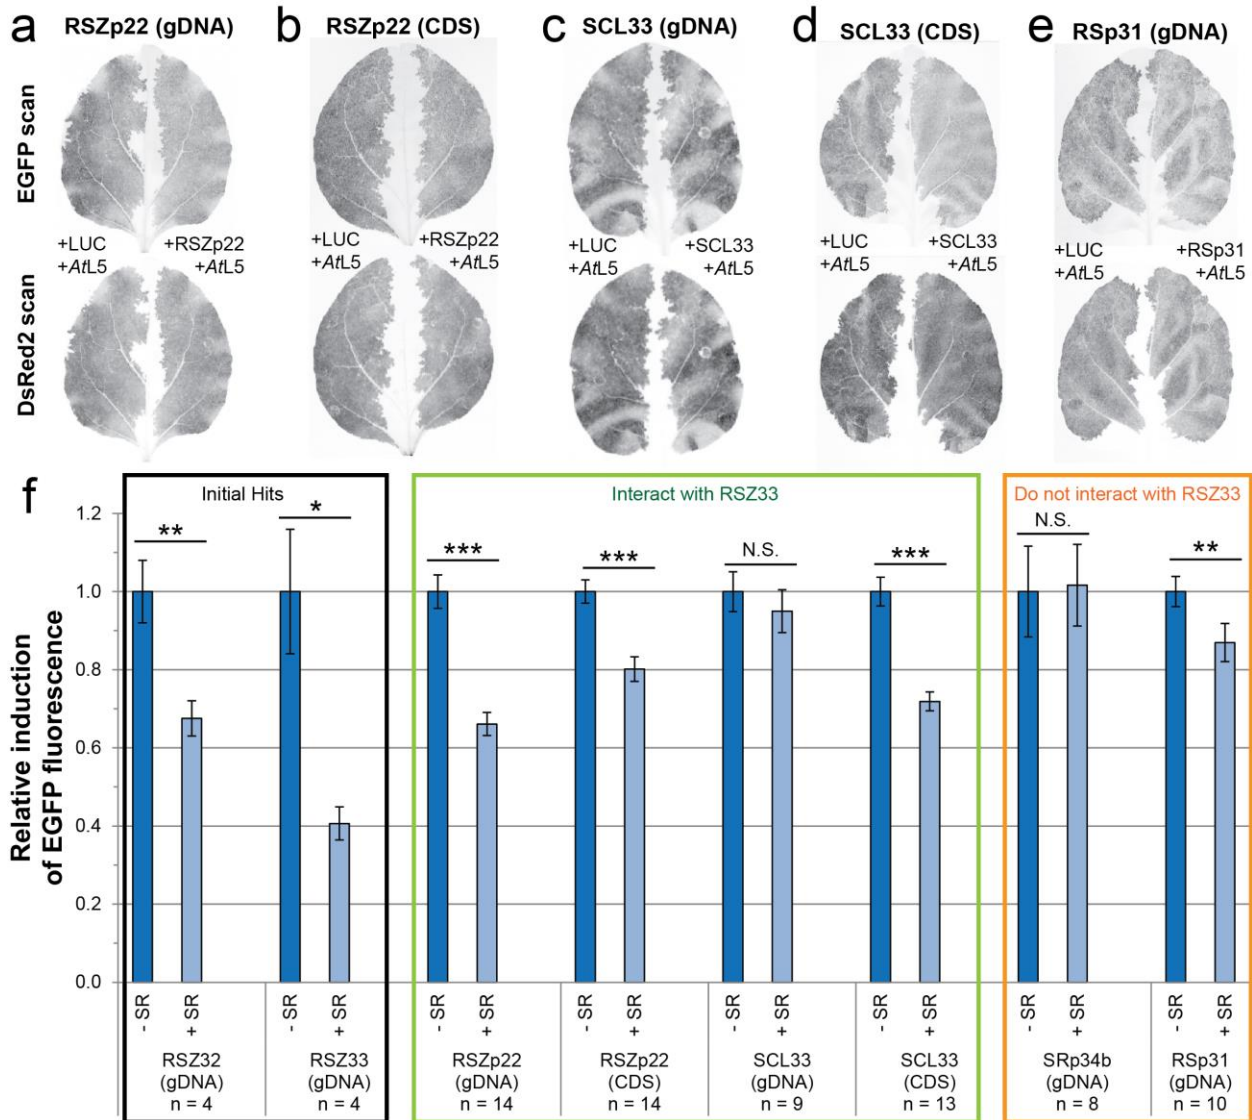 a RSZp22 (gDNA) b RSZp22 (CDS) c SCL33 (gDNA) d SCL33 (CDS) e RSp31 (gDNA)
EGFP scan
+LUC +RSZp22 +LUC +RSZp22 +LUC +SCL33 +LUC +SCL33 +LUC +RSp31
+AtL5 +AtL5 +AtL5 +AtL5 +AtL5 +AtL5 +AtL5 +AtL5 +AtL5 +AtL5
DsRed2 scan
f Initial Hits Interact with RSZ33 Do not interact with RSZ33
Relative induction
of EGFP fluorescence
1.2
1.0
0.8
0.6
0.4
0.2
0.0
** * *** *** N.S. *** N.S. **
- SR + SR - SR + SR - SR + SR - SR + SR - SR + SR - SR + SR - SR + SR - SR + SR
RSZ32 RSZ33 RSZp22 RSZp22 SCL33 SCL33 SRp34b RSp31
(gDNA) (gDNA) (gDNA) (CDS) (gDNA) (CDS) (gDNA) (gDNA)
n = 4 n = 4 n = 14 n = 14 n = 9 n = 13 n = 8 n = 10